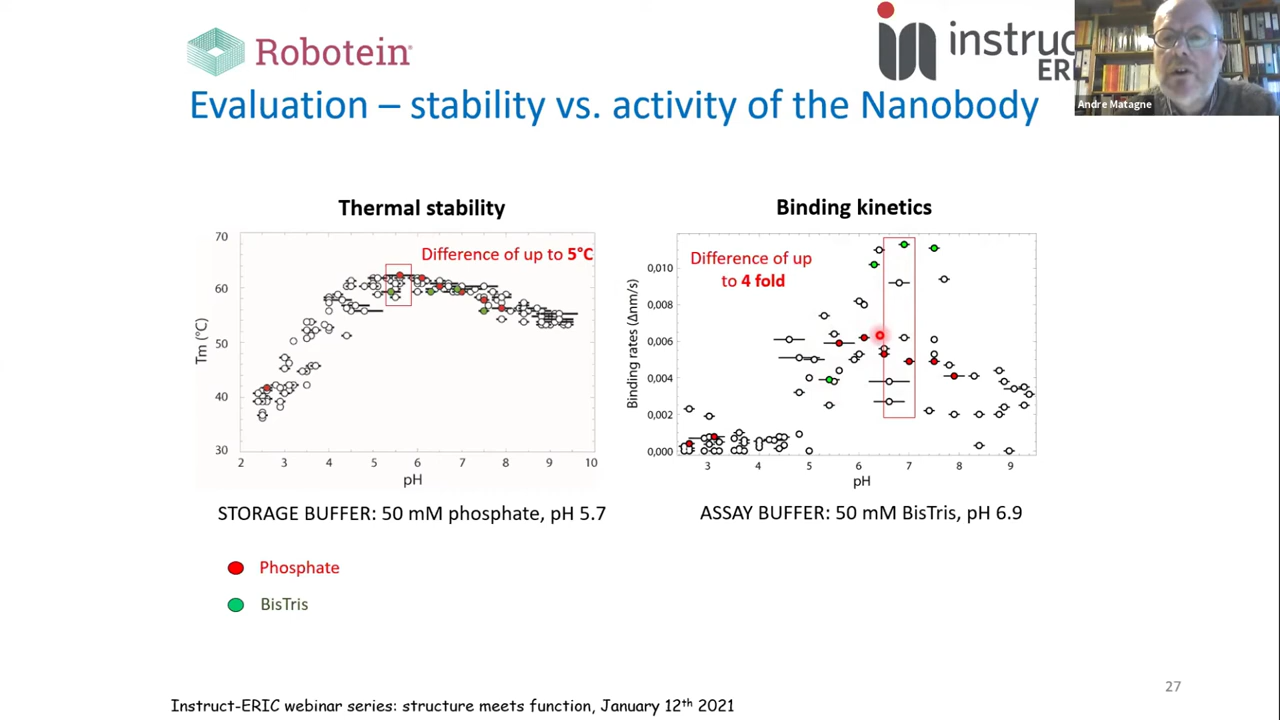 Robotein®
instruc
ERI
Andre Matagne
Evaluation – stability vs. activity of the Nanobody
Thermal stability
Binding kinetics
Difference of up to 5°C
Difference of up
to 4 fold
Tm (°C)
70
60
50
40
30
2 3 4 5 6 7 8 9 10
pH
Binding rates (Δnm/s)
0,010
0,008
0,006
0,004
0,002
0,000
3 4 5 6 7 8 9
pH
STORAGE BUFFER: 50 mM phosphate, pH 5.7
ASSAY BUFFER: 50 mM BisTris, pH 6.9
Phosphate
BisTris
27
Instruct-ERIC webinar series: structure meets function, January 12th 2021